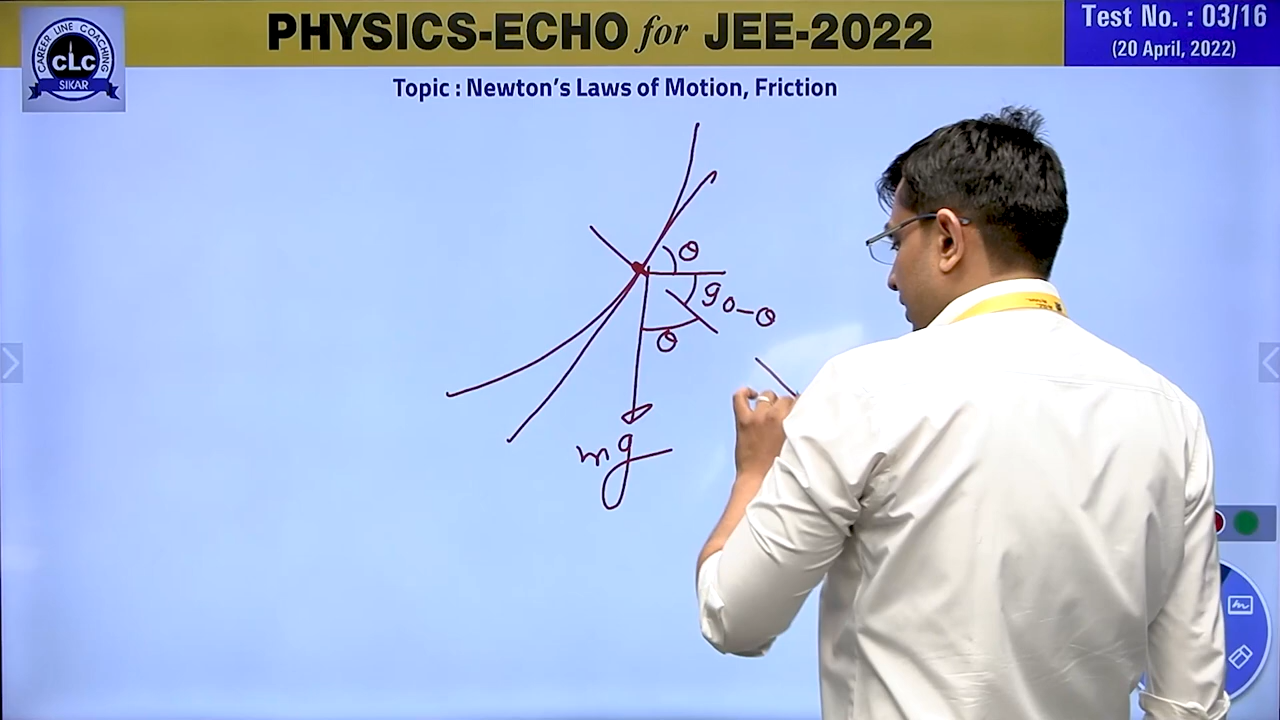 PHYSICS-ECHO for JEE-2022
Test No. : 03/16
(20 April, 2022)
CAREER LINE COACHING
CLC
SIKAR
Topic : Newton's Laws of Motion, Friction
θ
90-θ
θ
mg